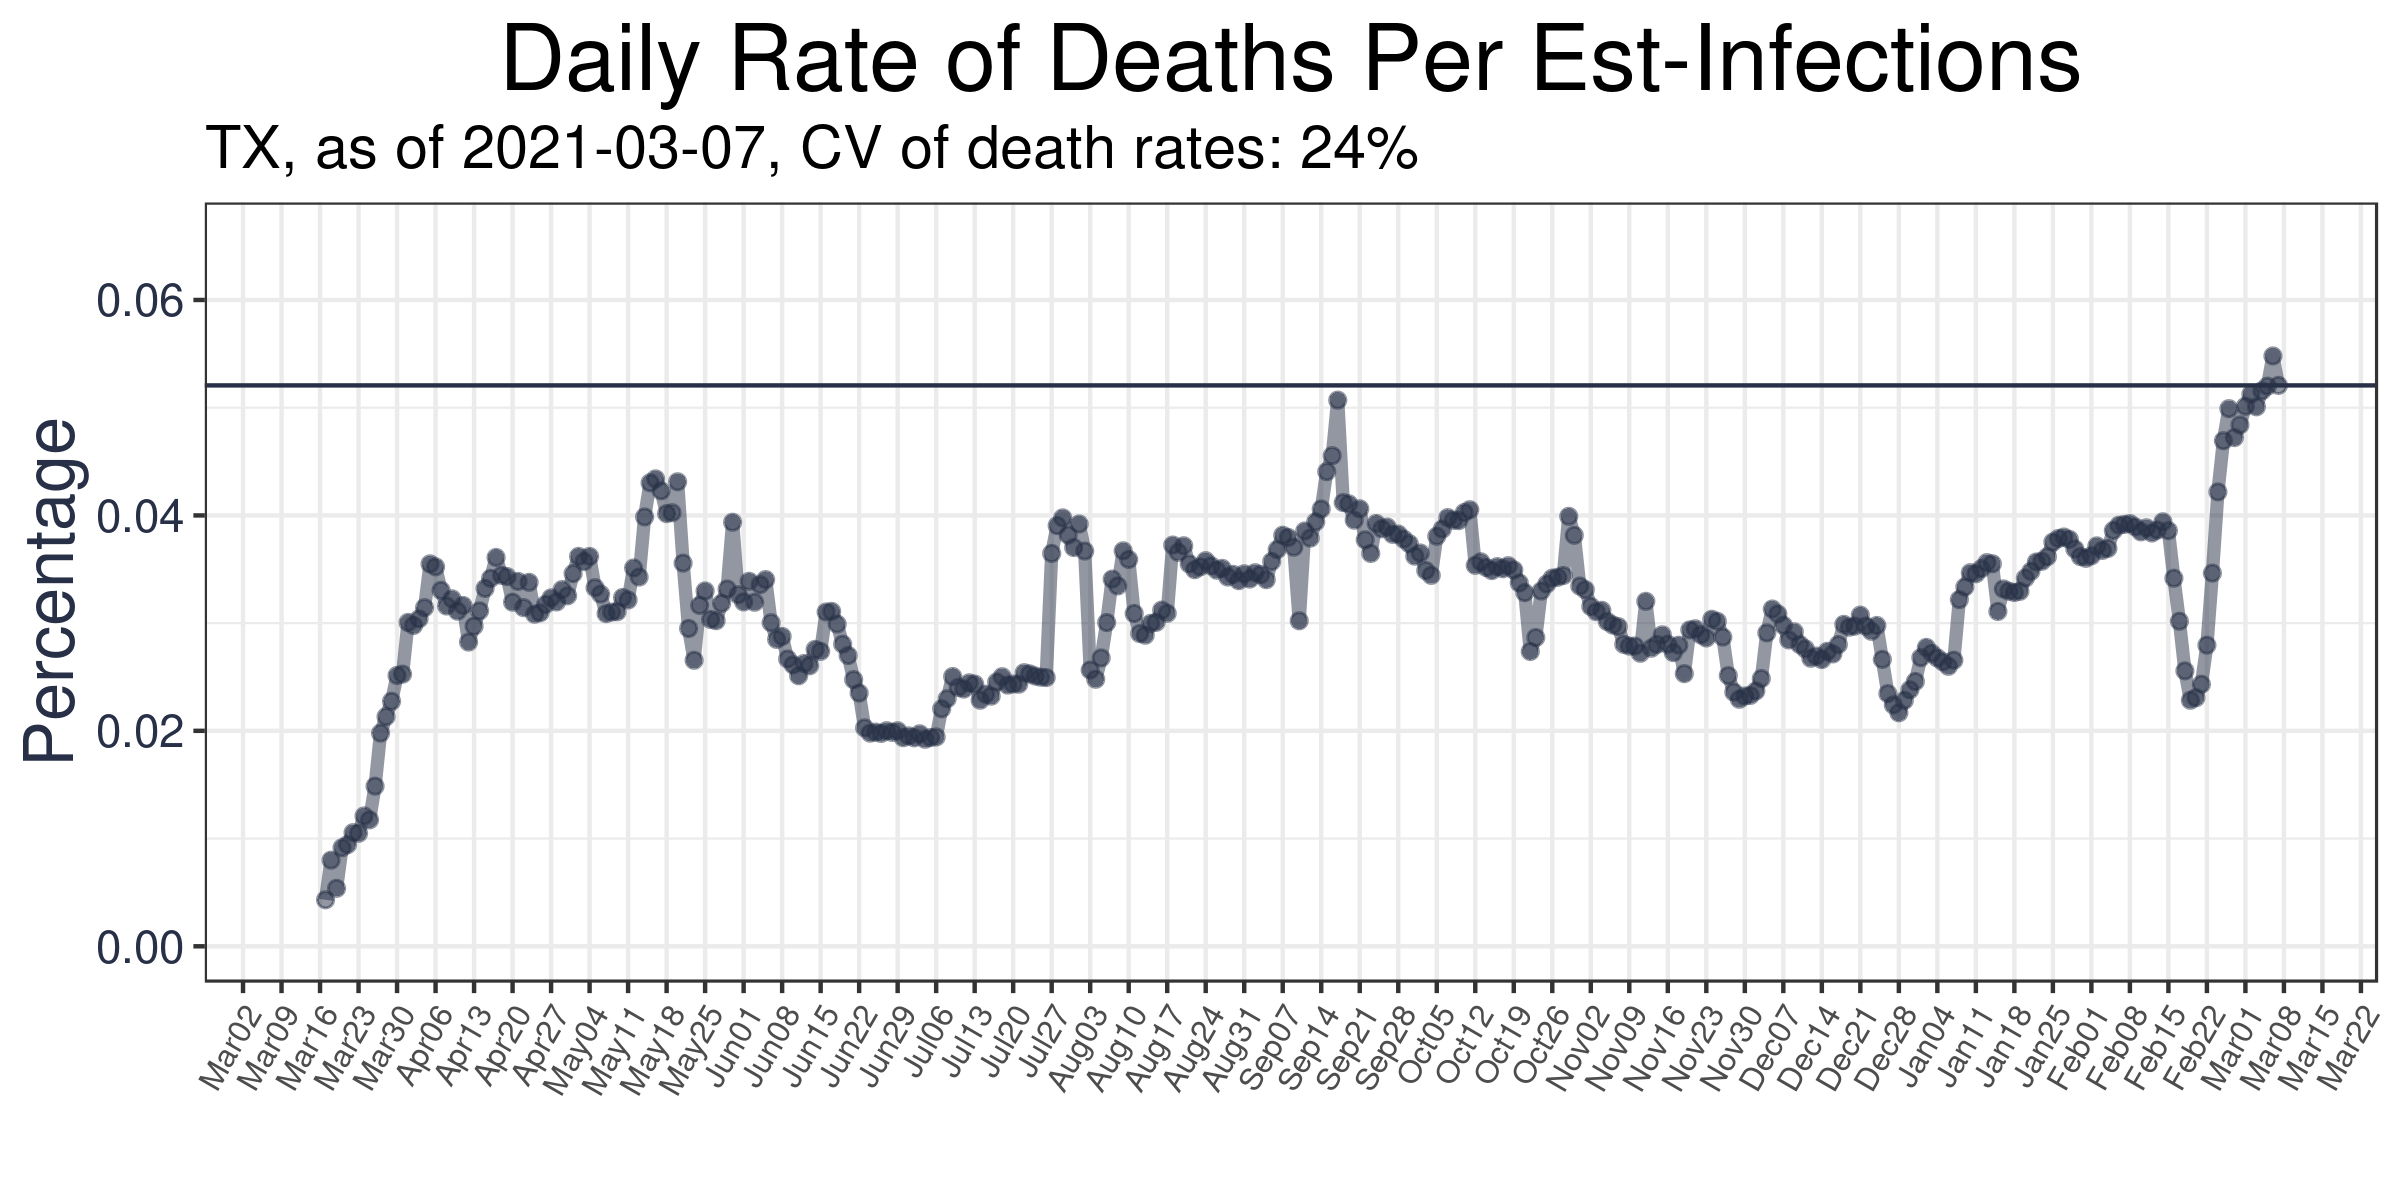 Daily Rate of Deaths Per Est-Infections
TX, as of 2021-03-07, CV of death rates: 24%
Percentage
0.06
0.04
0.02
0.00
Mar02
Mar09
Mar16
Mar23
Mar30
Apr06
Apr13
Apr20
Apr27
May04
May11
May18
May25
Jun01
Jun08
Jun15
Jun22
Jun29
Jul06
Jul13
Jul20
Jul27
Aug03
Aug10
Aug17
Aug24
Aug31
Sep07
Sep14
Sep21
Sep28
Oct05
Oct12
Oct19
Oct26
Nov02
Nov09
Nov16
Nov23
Nov30
Dec07
Dec14
Dec21
Dec28
Jan04
Jan11
Jan18
Jan25
Feb01
Feb08
Feb15
Feb22
Mar01
Mar08
Mar15
Mar22